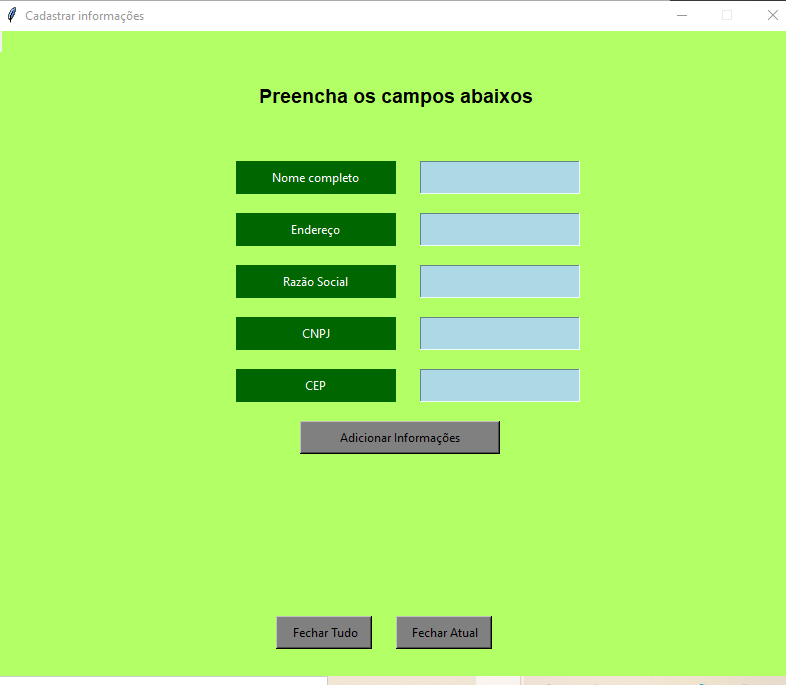 Cadastrar informações
Preencha os campos abaixos
Nome completo
Endereço
Razão Social
CNPJ
CEP
Adicionar Informações
Fechar Tudo
Fechar Atual